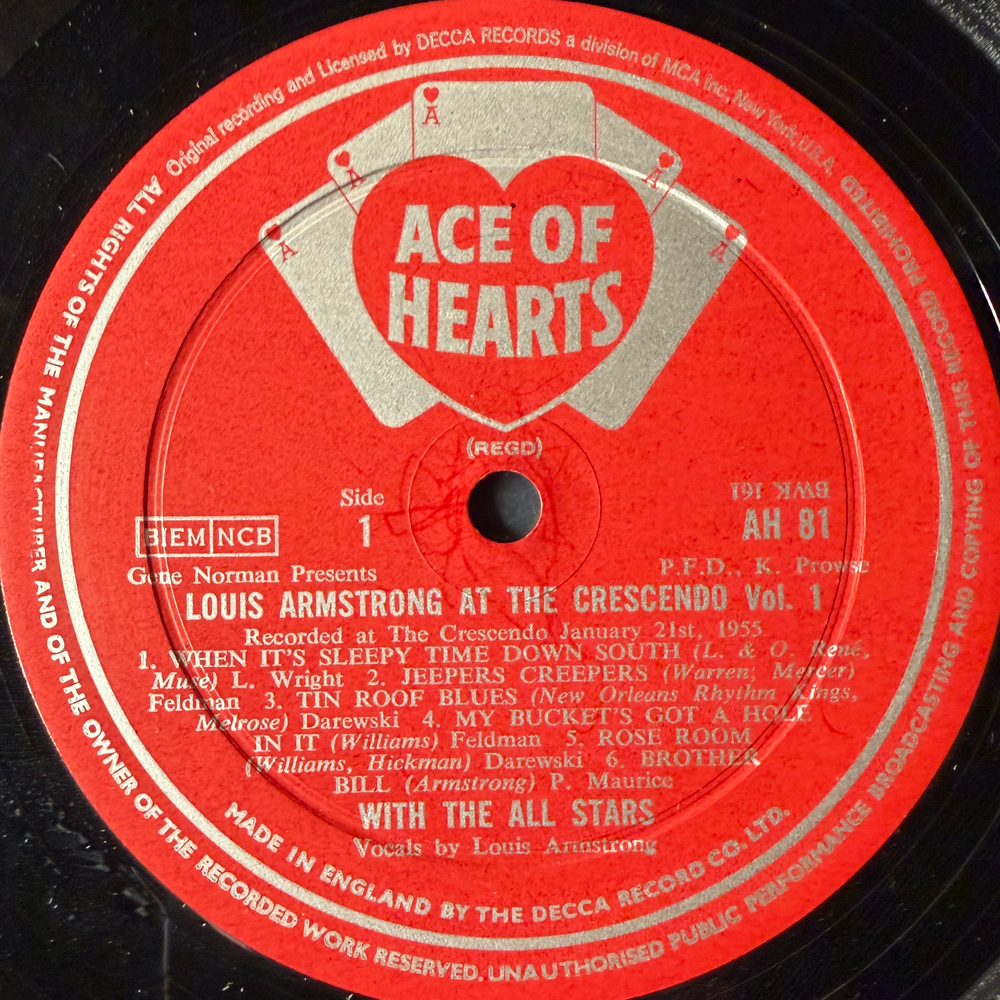 Original recording and Licensed by DECCA RECORDS a division of MCA Inc, New York U.S.A.
ALL RIGHTS OF THE MANUFACTURER AND OF THE OWNER OF THE RECORDED WORK RESERVED. UNAUTHORISED PUBLIC PERFORMANCE BROADCASTING AND COPYING OF THIS RECORD PROHIBITED
A
A
A
A
A
ACE OF
HEARTS
(REGD)
Side
1
BIEM NCB
BWK 161
AH 81
Gene Norman Presents
P.F.D., K. Prowse
LOUIS ARMSTRONG AT THE CRESCENDO Vol. 1
Recorded at The Crescendo January 21st, 1955
1. WHEN IT'S SLEEPY TIME DOWN SOUTH (L. & O. René,
Muse) L. Wright 2. JEEPERS CREEPERS (Warren; Mercer)
Feldman 3. TIN ROOF BLUES (New Orleans Rhythm Kings,
Melrose) Darewski 4. MY BUCKET'S GOT A HOLE
IN IT (Williams) Feldman 5. ROSE ROOM
(Williams, Hickman) Darewski 6. BROTHER
BILL (Armstrong) P. Maurice
WITH THE ALL STARS
Vocals by Louis Armstrong
MADE IN ENGLAND BY THE DECCA RECORD CO. LTD.